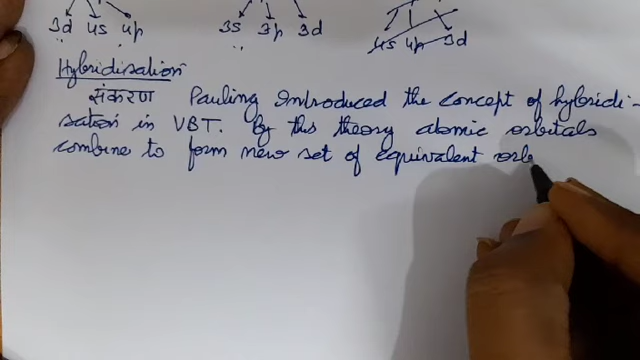 3d 4s 4p 3s 3p 3d 4s 4p 3d
Hybridisation
संकरण Pauling Introduced the concept of hybridi-
sation in VBT. By this theory atomic orbitals
combine to form new set of equivalent orb